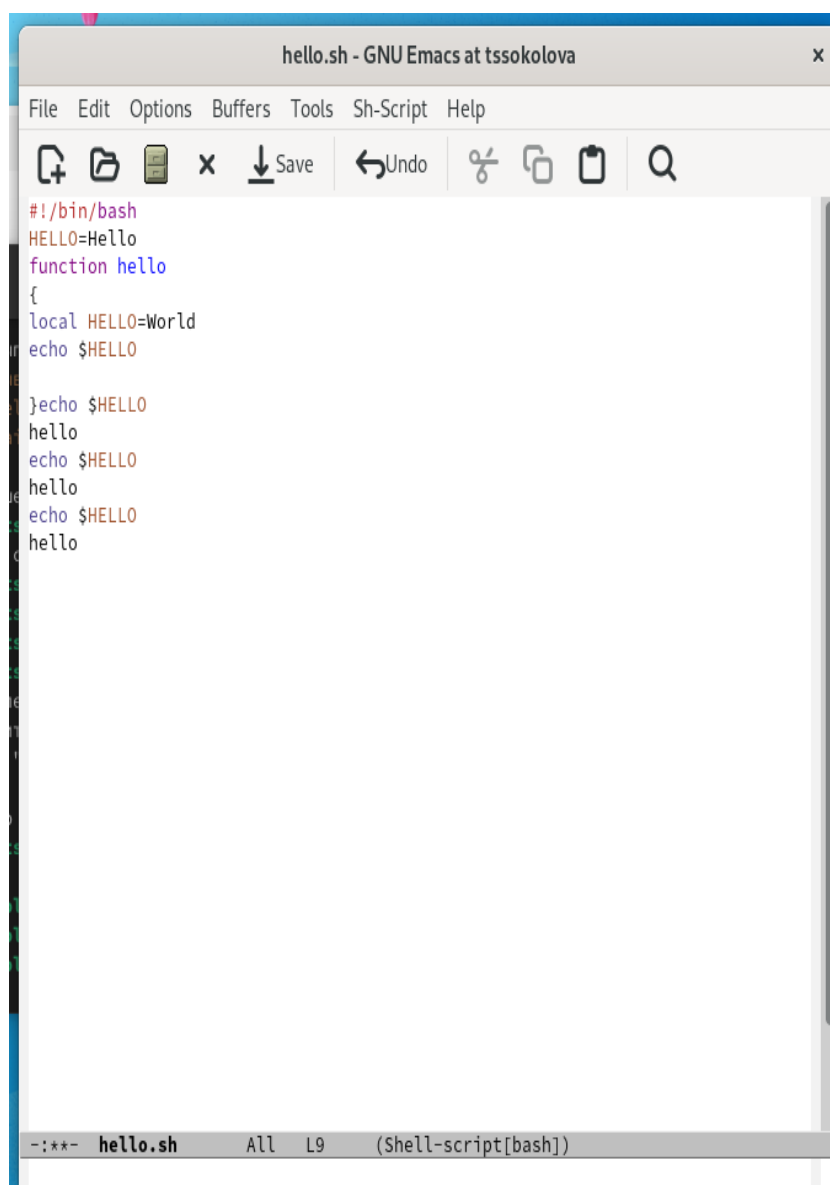 hello.sh - GNU Emacs at tssokolova
File Edit Options Buffers Tools Sh-Script Help
Save Undo
#!/bin/bash
HELLO=Hello
function hello
{
local HELLO=World
echo $HELLO
}echo $HELLO
hello
echo $HELLO
hello
echo $HELLO
hello
-:**- hello.sh All L9 (Shell-script[bash])